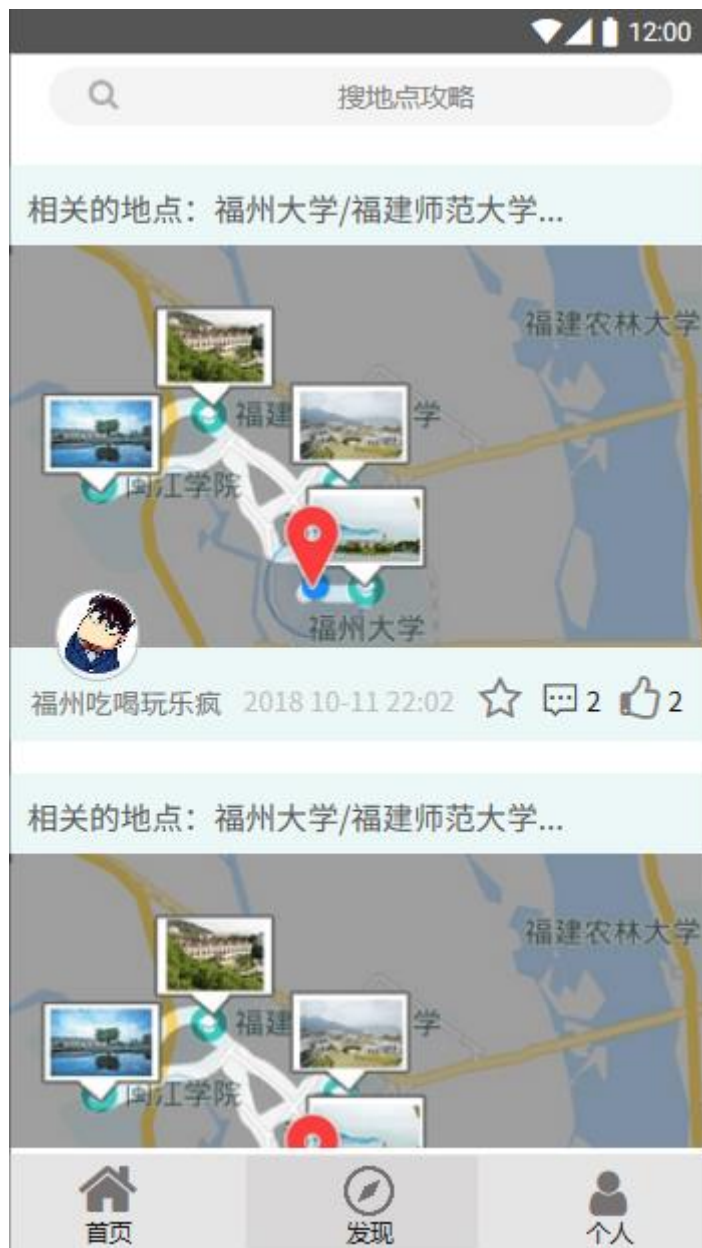 12:00
搜地点攻略
相关的地点：福州大学/福建师范大学...
福建农林大学
福建
学
闽江学院
福州大学
福州吃喝玩乐疯 2018 10-11 22:02 2 2
相关的地点：福州大学/福建师范大学...
福建农林大学
福建
学
闽江学院
首页 发现 个人